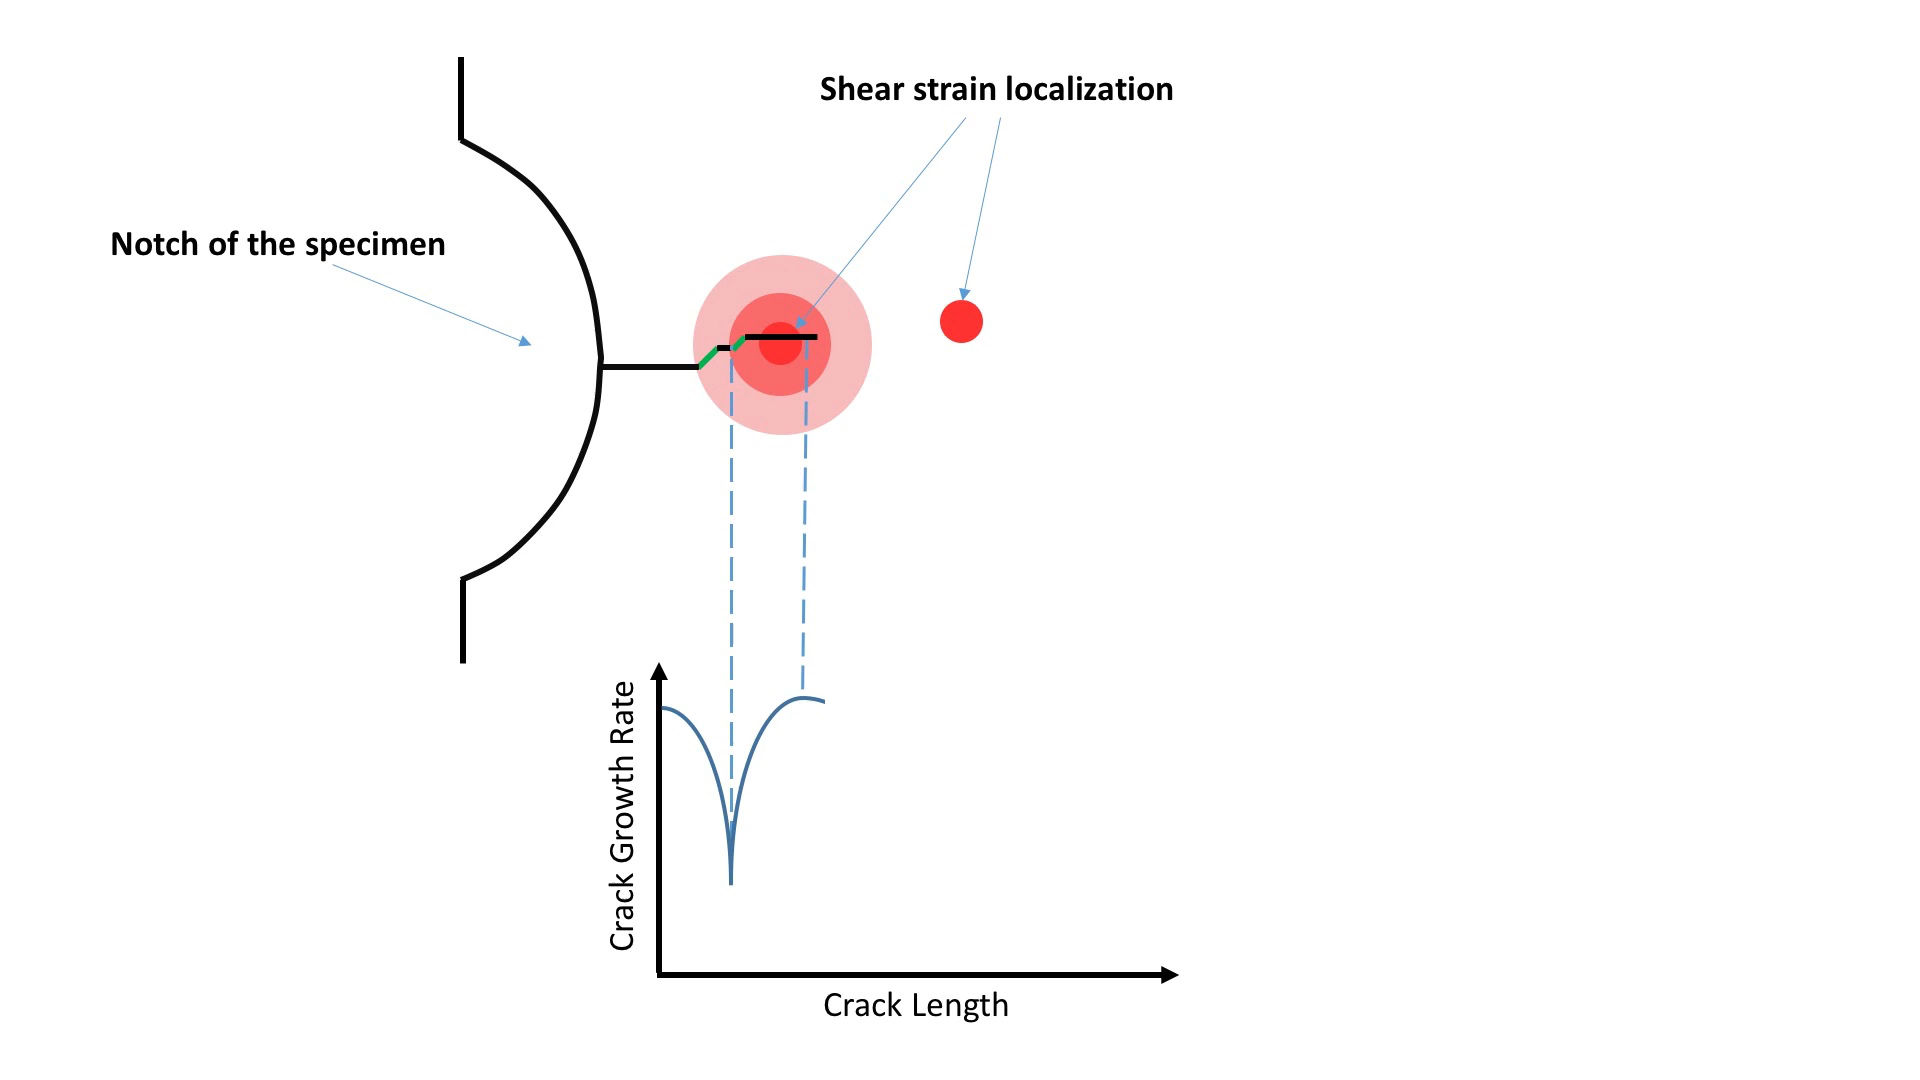 Shear strain localization
Notch of the specimen
Crack Growth Rate
Crack Length